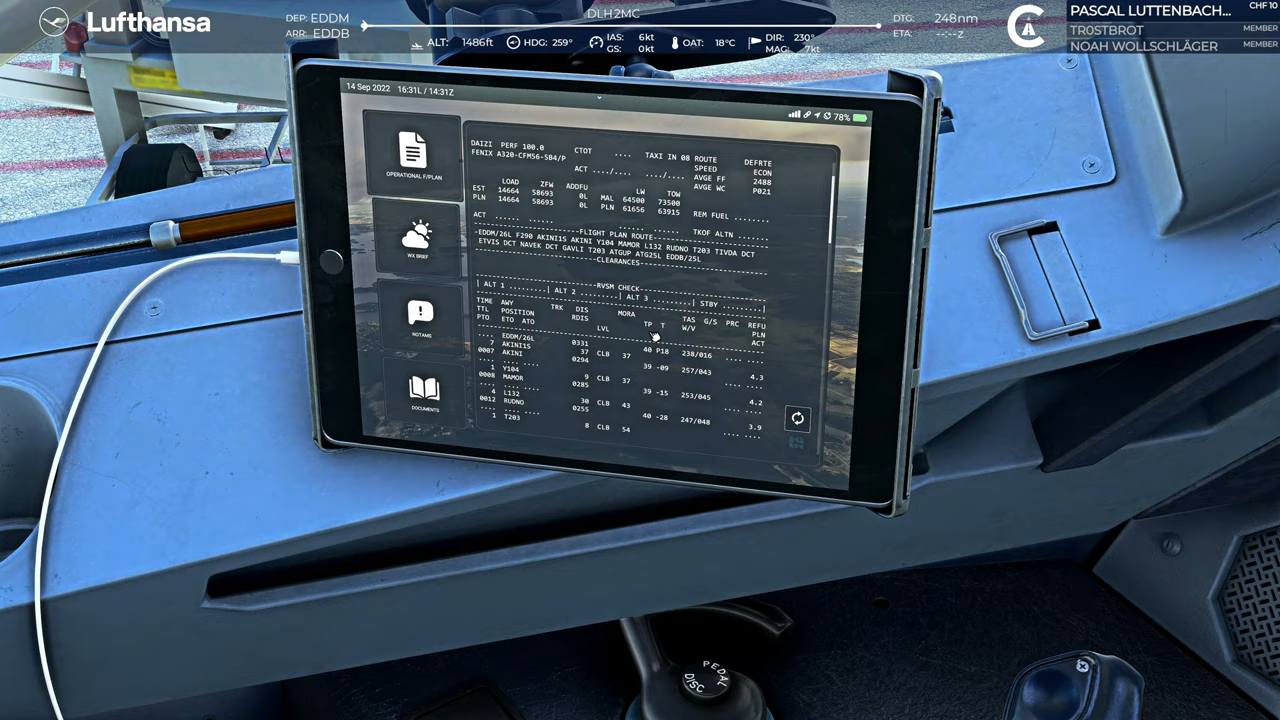 Lufthansa
DEP: EDDM
ARR: EDDB
DLH2MC
DTG: 248nm
ETA: --:--Z
ALT: 1486ft
HDG: 259°
IAS: 6kt
GS: 0kt
OAT: 18°C
DIR: 230°
MAG: 7kt
PASCAL LUTTENBACH... CHF 10
TR0STBROT MEMBER
NOAH WOLLSCHLÄGER MEMBER
14 Sep 2022 16:31L / 14:31Z
78%
OPERATIONAL F/PLAN
WX BRIEF
NOTAMS
DOCUMENTS
DAIZI PERF 100.0 CTOT .... TAXI IN 08 ROUTE DEFRTE
FENIX A320-CFM56-5B4/P SPEED ECON
ACT ..../.... ..../.... AVGE FF 2488
AVGE WC P021
LOAD ZFW ADDFU LW TOW
EST 14664 58693 0L MAL 64500 73500
PLN 14664 58693 0L PLN 61656 63915 REM FUEL ........
ACT ...... ...... ...... TKOF ALTN .......
---FLIGHT PLAN ROUTE---
-EDDM/26L F290 AKINI1S AKINI Y104 MAMOR L132 RUDNO T203 TIVDA DCT
ETVIS DCT NAVEK DCT GAVLI T203 ATGUP ATG25L EDDB/25L
---CLEARANCES---
---RVSM CHECK---
| ALT 1 ........| ALT 2 ........| ALT 3 ........| STBY ........|
TIME AWY TRK DIS MORA TAS G/S PRC REFU
TTL POSITION RDIS TP T W/V PLN
PTO ETO ATO LVL ACT
EDDM/26L 0331
7 AKINI1S 37 CLB 37 40 P18 238/016 .... ....
0007 AKINI 0294 4.3
.... .... ....
1 Y104 9 CLB 37 39 -09 257/043 .... ....
0008 MAMOR 0285 4.2
.... .... ....
4 L132 30 CLB 43 39 -15 253/045 .... ....
0012 RUDNO 0255 3.9
.... .... ....
1 T203 8 CLB 54 40 -28 247/048 .... ....
PEDAL
DISC